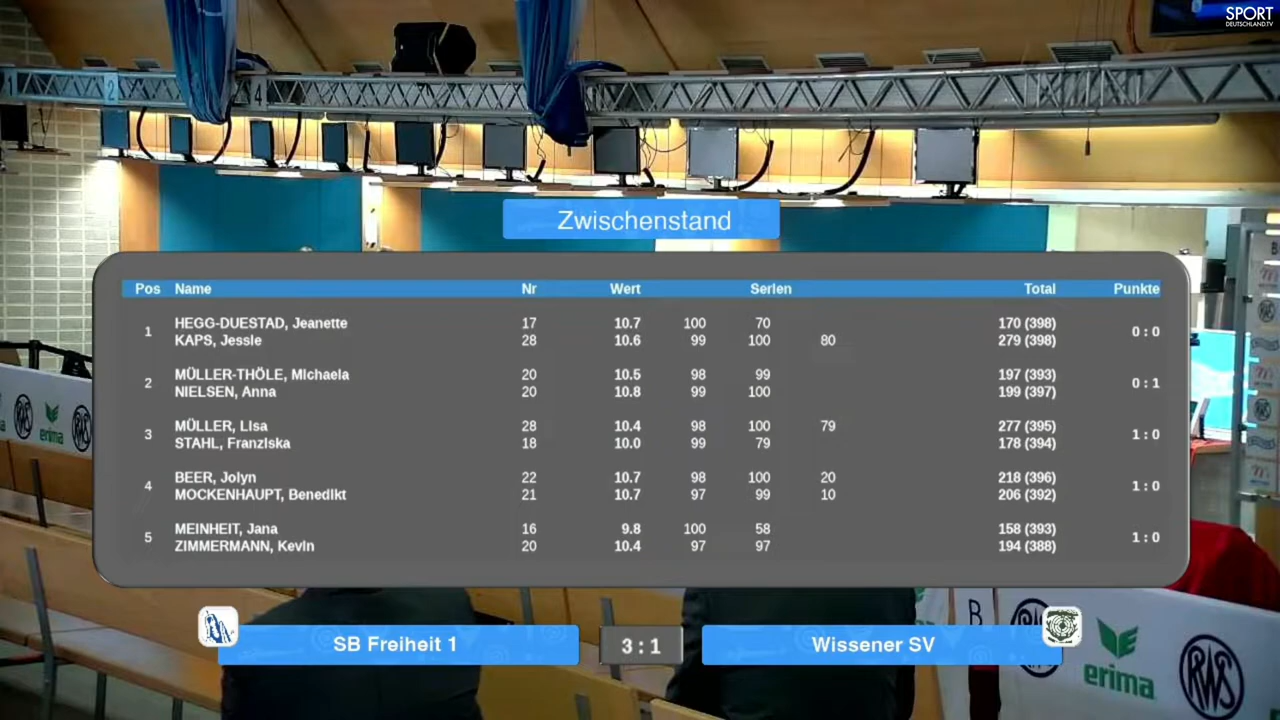 SPORT
DEUTSCHLAND.TV
2
4
Zwischenstand
Pos Name Nr Wert Serien Total Punkte
1 HEGG-DUESTAD, Jeanette 17 10.7 100 70 170 (398) 0 : 0
KAPS, Jessie 28 10.6 99 100 80 279 (398)
2 MÜLLER-THÖLE, Michaela 20 10.5 98 99 197 (393) 0 : 1
NIELSEN, Anna 20 10.8 99 100 199 (397)
3 MÜLLER, Lisa 28 10.4 98 100 79 277 (395) 1 : 0
STAHL, Franziska 18 10.0 99 79 178 (394)
4 BEER, Jolyn 22 10.7 98 100 20 218 (396) 1 : 0
MOCKENHAUPT, Benedikt 21 10.7 97 99 10 206 (392)
5 MEINHEIT, Jana 16 9.8 100 58 158 (393) 1 : 0
ZIMMERMANN, Kevin 20 10.4 97 97 194 (388)
RWS
erima
RWS
SB Freiheit 1 3 : 1 Wissener SV
B
erima
RWS